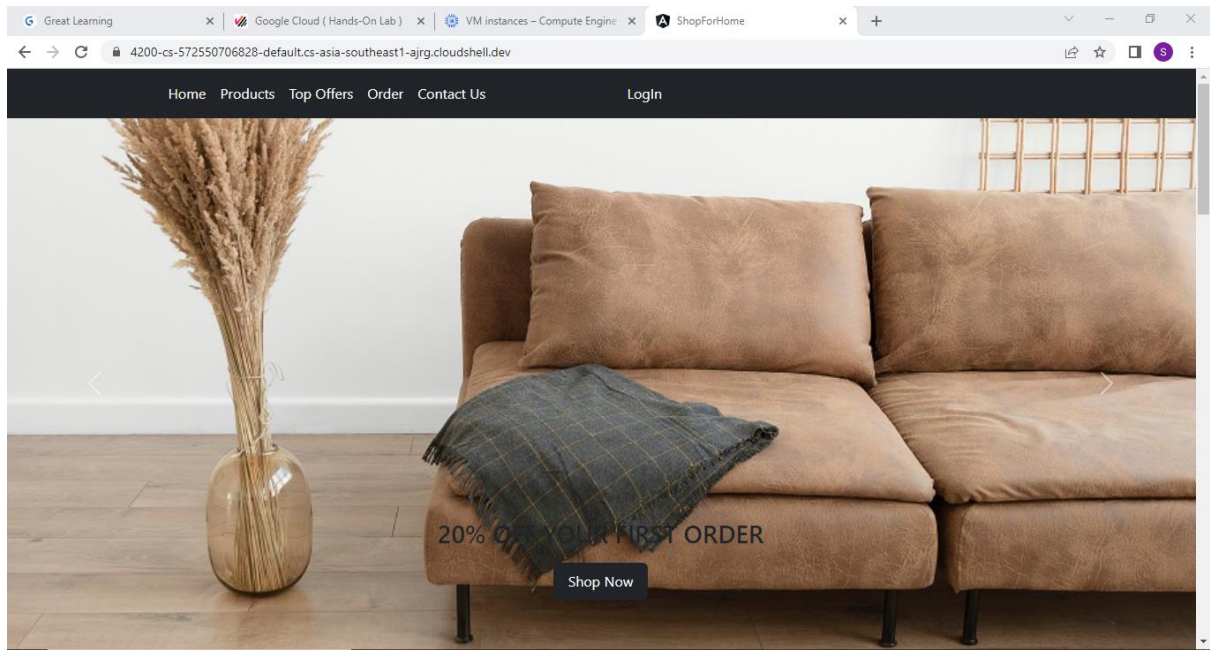 Great Learning
Google Cloud ( Hands-On Lab )
VM instances – Compute Engine
ShopForHome
4200-cs-572550706828-default.cs-asia-southeast1-ajrg.cloudshell.dev
S
Home Products Top Offers Order Contact Us LogIn
20% OFF YOUR FIRST ORDER
Shop Now